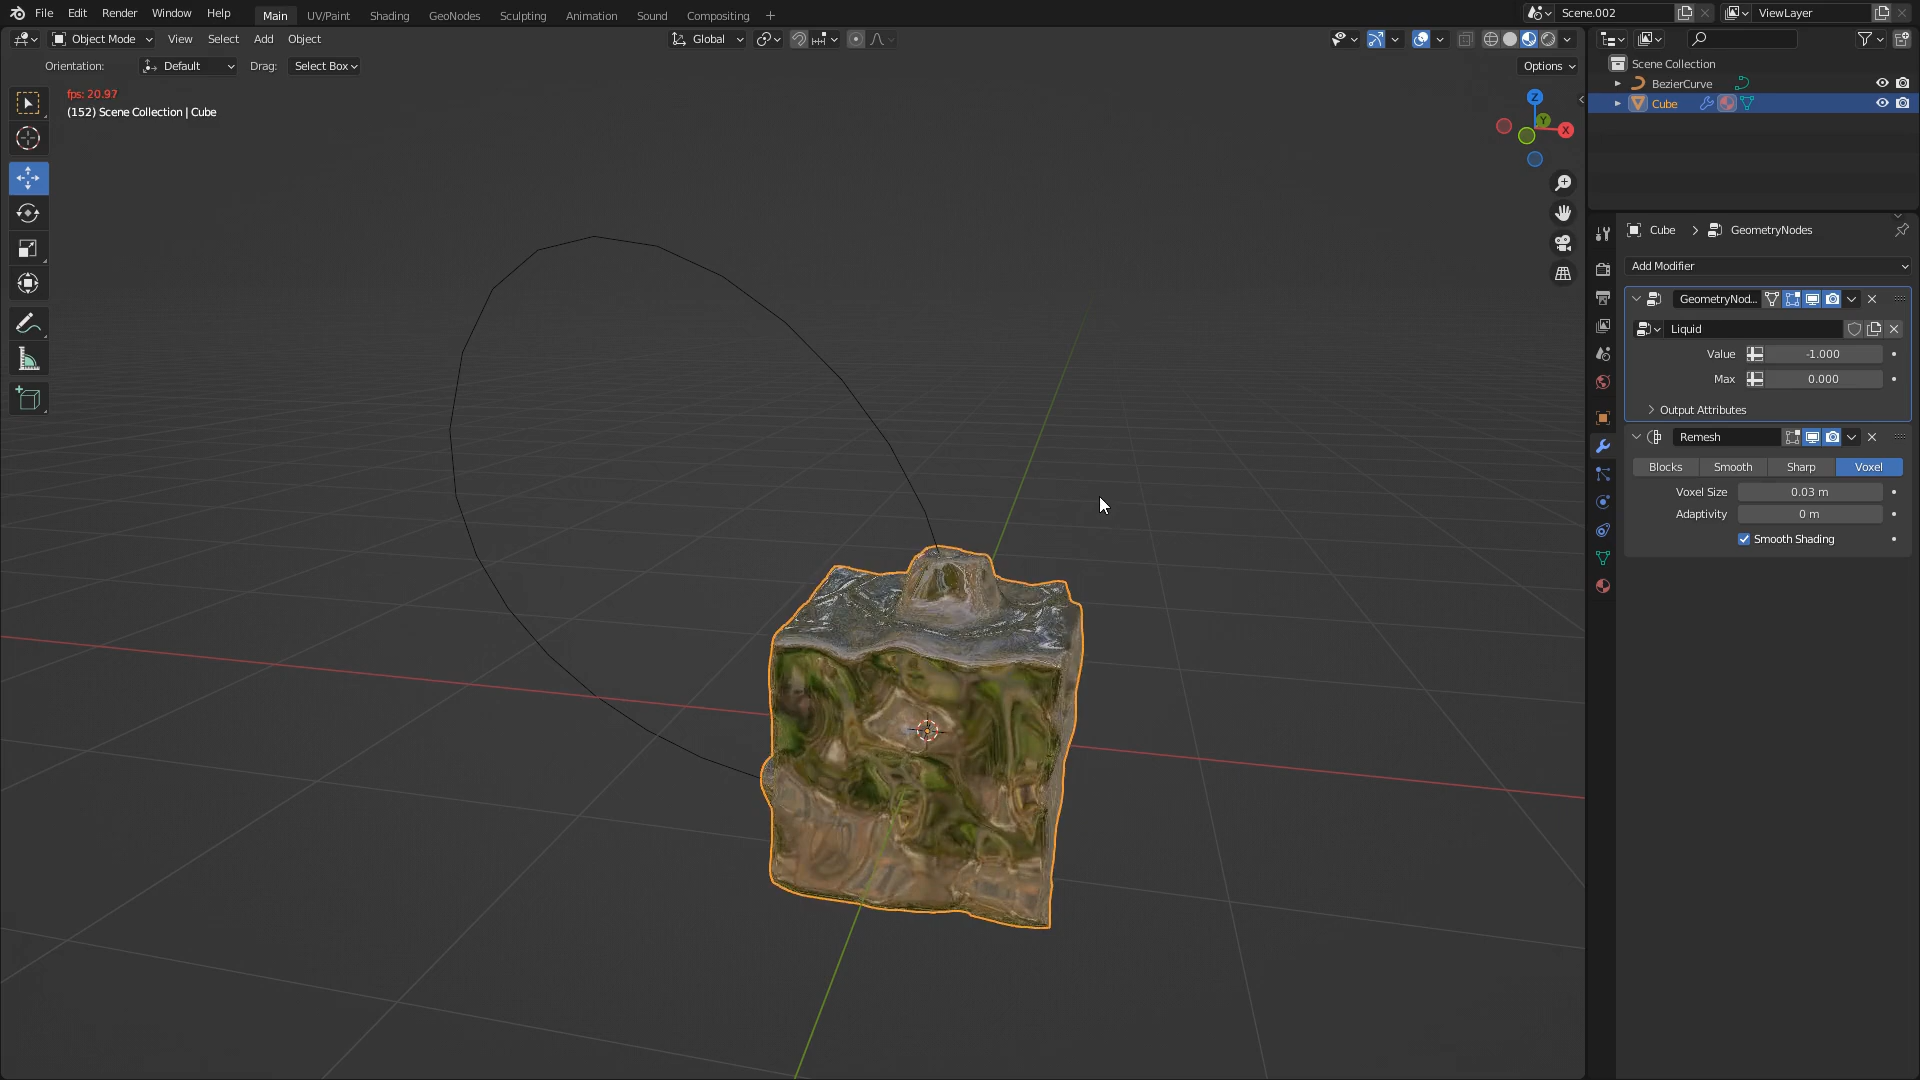 File Edit Render Window Help Main UV/Paint Shading GeoNodes Sculpting Animation Sound Compositing + Scene.002 ViewLayer
Object Mode View Select Add Object Global
Orientation: Default Drag: Select Box Options
fps: 20.97
(152) Scene Collection | Cube
Z
Y
X
Scene Collection
BezierCurve
Cube
Cube > GeometryNodes
Add Modifier
GeometryNod...
Liquid
Value -1.000
Max 0.000
Output Attributes
Remesh
Blocks Smooth Sharp Voxel
Voxel Size 0.03 m
Adaptivity 0 m
Smooth Shading